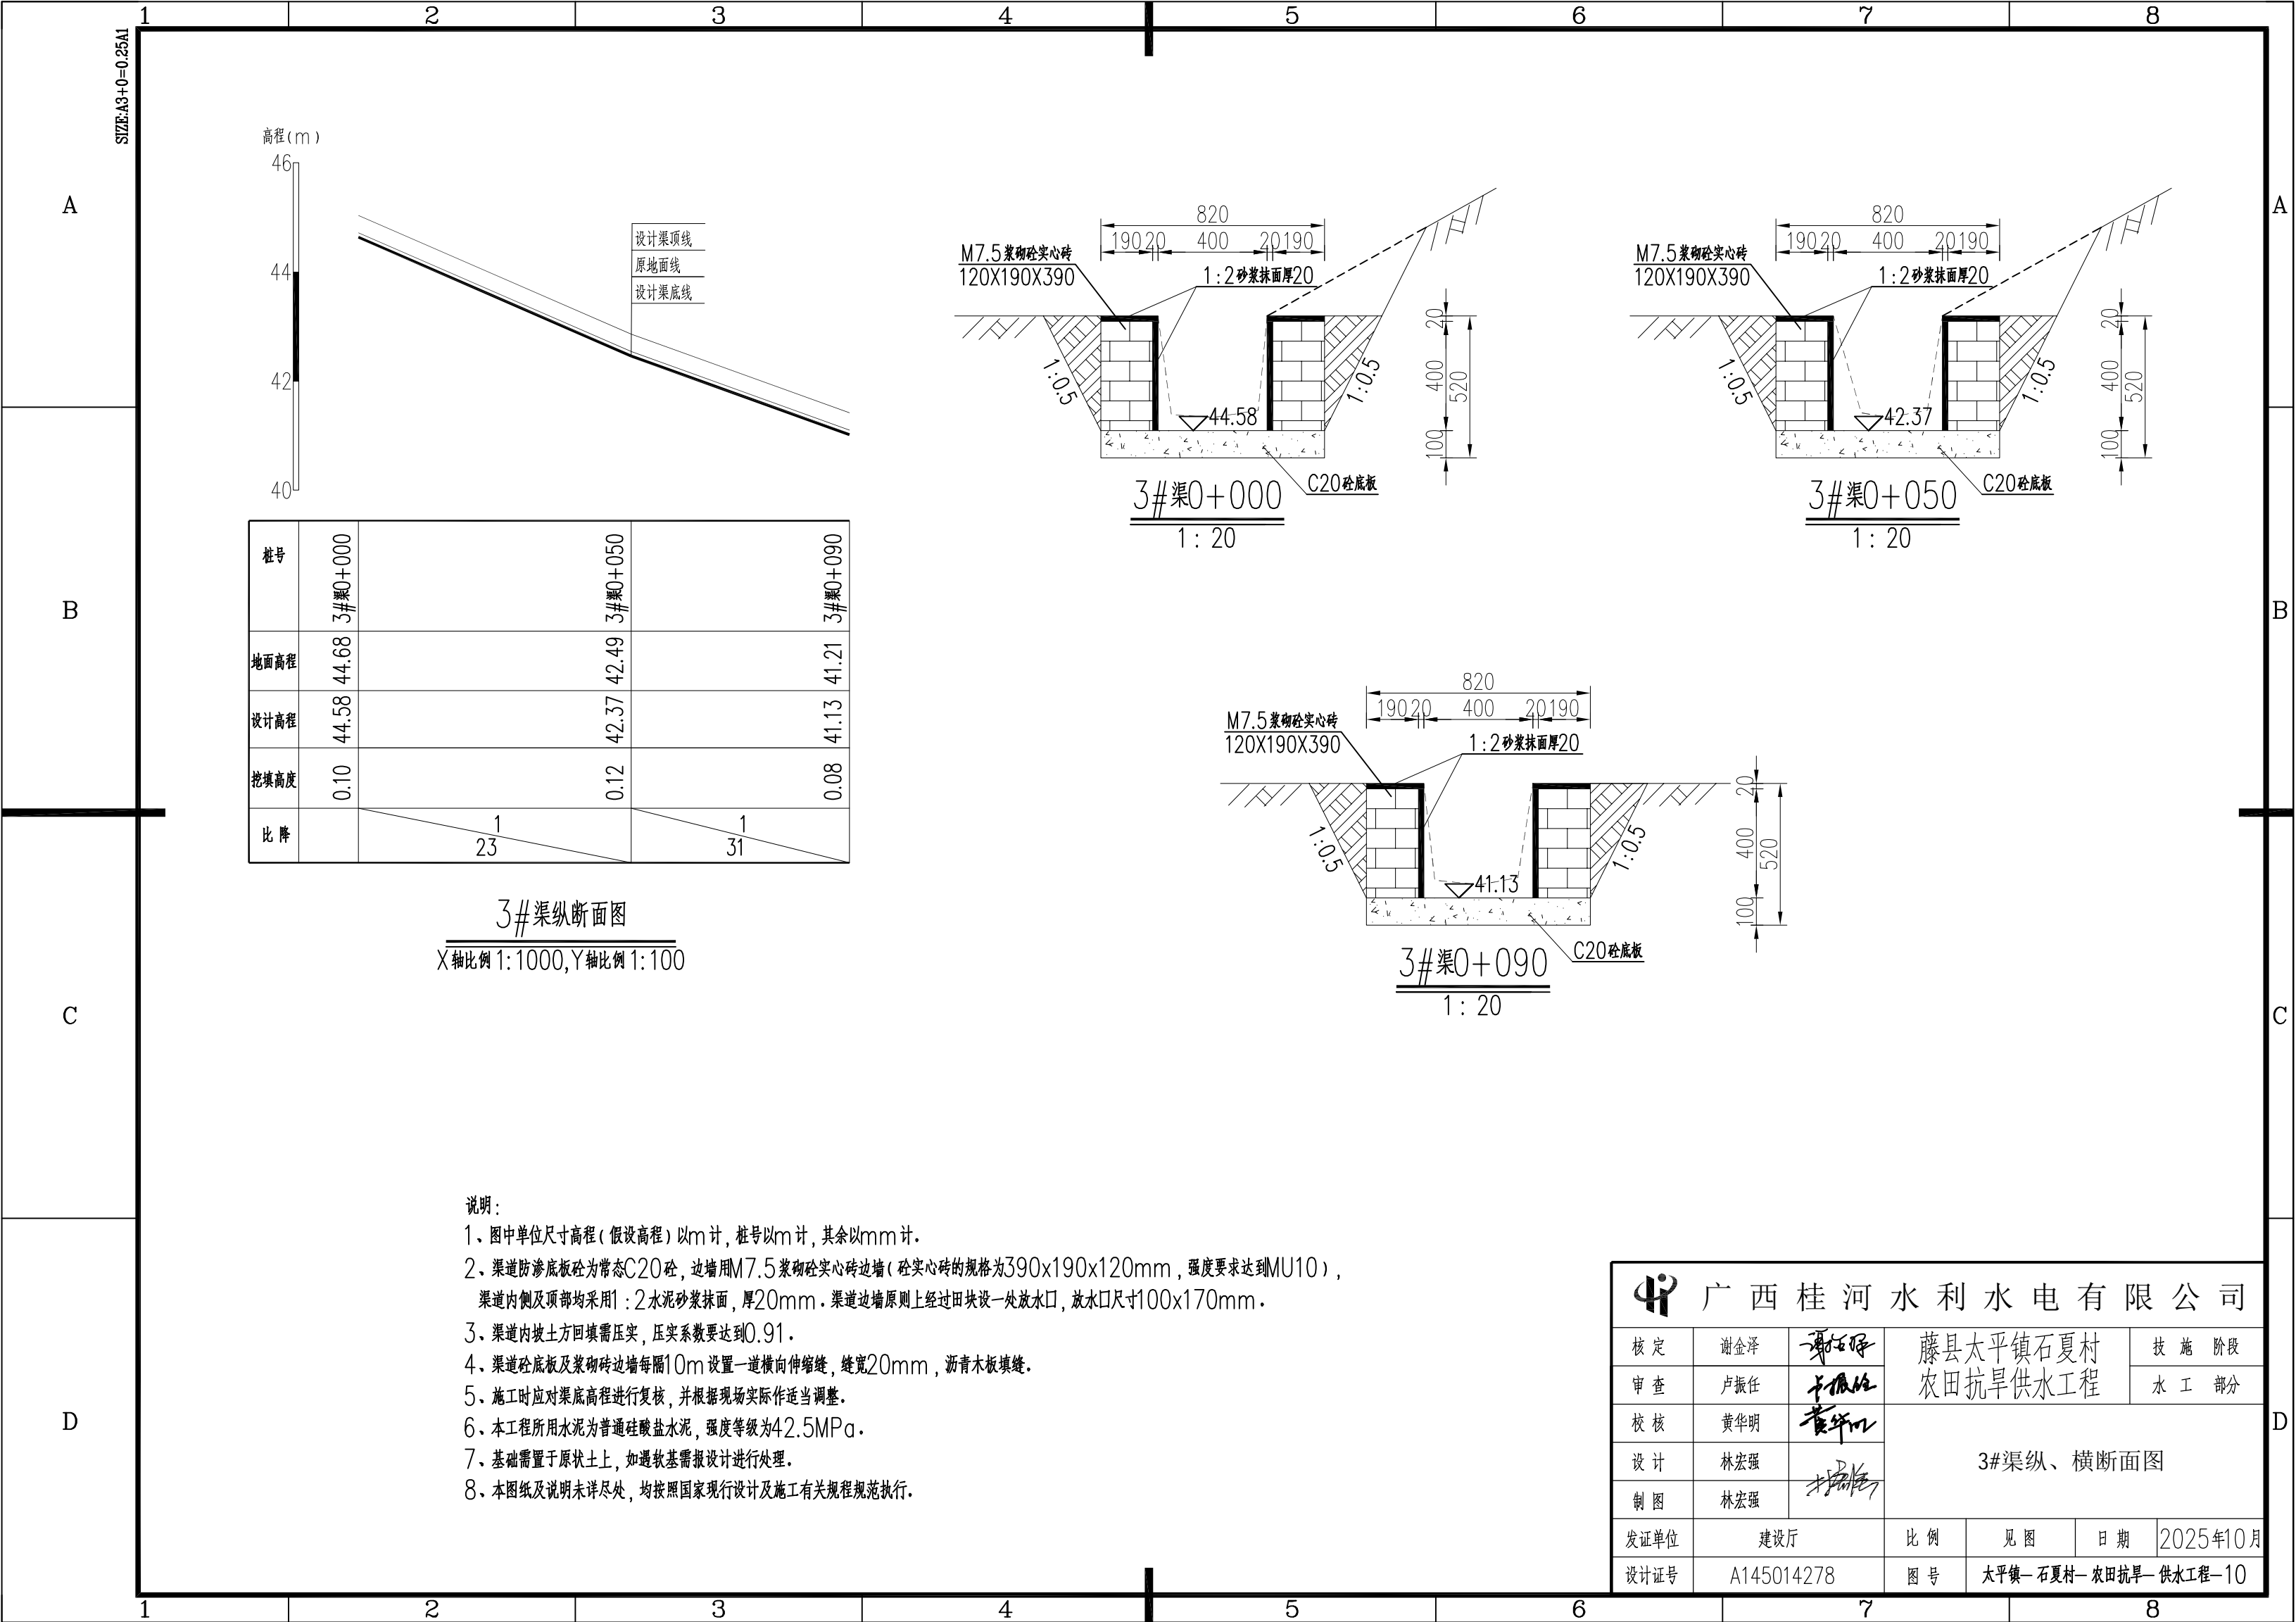 1 2 3 4 5 6 7 8
SIZE:A3+0=0.25A1
A
B
C
D
A
B
C
D
高程(m)
46
44
42
40
设计渠顶线
原地面线
设计渠底线
桩号 3#渠0+000 3#渠0+050 3#渠0+090
地面高程 44.68 42.49 41.21
设计高程 44.58 42.37 41.13
挖填高度 0.10 0.12 0.08
比降 1 1
23 31
3#渠纵断面图
X轴比例1:1000,Y轴比例1:100
820
190 20 400 20 190
M7.5浆砌砼实心砖
120X190X390
1:2砂浆抹面厚20
1:0.5
1:0.5
44.58
20
400
520
100
C20砼底板
3#渠0+000
1: 20
820
190 20 400 20 190
M7.5浆砌砼实心砖
120X190X390
1:2砂浆抹面厚20
1:0.5
1:0.5
42.37
20
400
520
100
C20砼底板
3#渠0+050
1: 20
820
190 20 400 20 190
M7.5浆砌砼实心砖
120X190X390
1:2砂浆抹面厚20
1:0.5
1:0.5
41.13
20
400
520
100
C20砼底板
3#渠0+090
1: 20
说明:
1、图中单位尺寸高程(假设高程)以m计,桩号以m计,其余以mm计.
2、渠道防渗底板砼为常态C20砼,边墙用M7.5浆砌砼实心砖边墙(砼实心砖的规格为390x190x120mm,强度要求达到MU10),
渠道内侧及顶部均采用1:2水泥砂浆抹面,厚20mm.渠道边墙原则上经过田块设一处放水口,放水口尺寸100x170mm.
3、渠道内坡土方回填需压实,压实系数要达到0.91.
4、渠道砼底板及浆砌砖边墙每隔10m设置一道横向伸缩缝,缝宽20mm,沥青木板填缝.
5、施工时应对渠底高程进行复核,并根据现场实际作适当调整.
6、本工程所用水泥为普通硅酸盐水泥,强度等级为42.5MPa.
7、基础需置于原状土上,如遇软基需报设计进行处理.
8、本图纸及说明未详尽处,均按照国家现行设计及施工有关规程规范执行.
广西桂河水利水电有限公司
核定 谢金泽 藤县太平镇石夏村 技施 阶段
审查 卢振任 卢振任 农田抗旱供水工程 水工 部分
校核 黄华明 黄华明
设计 林宏强 3#渠纵、横断面图
制图 林宏强
发证单位 建设厅 比例 见图 日期 2025年10月
设计证号 A145014278 图号 太平镇—石夏村—农田抗旱—供水工程—10
1 2 3 4 5 6 7 8